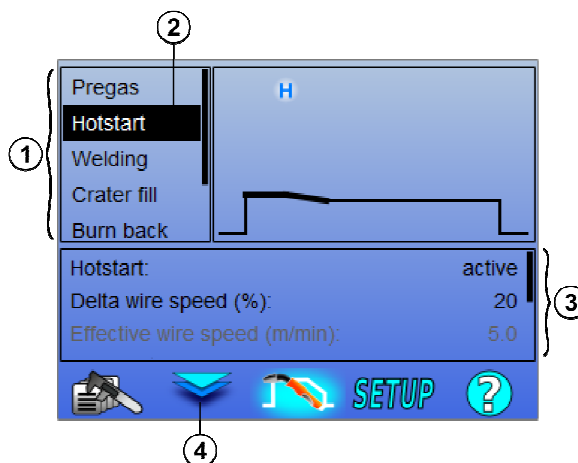 2
1
Pregas
Hotstart
Welding
Crater fill
Burn back
H
Hotstart: active
Delta wire speed (%): 20
Effective wire speed (m/min): 5.0
3
SETUP ?
4